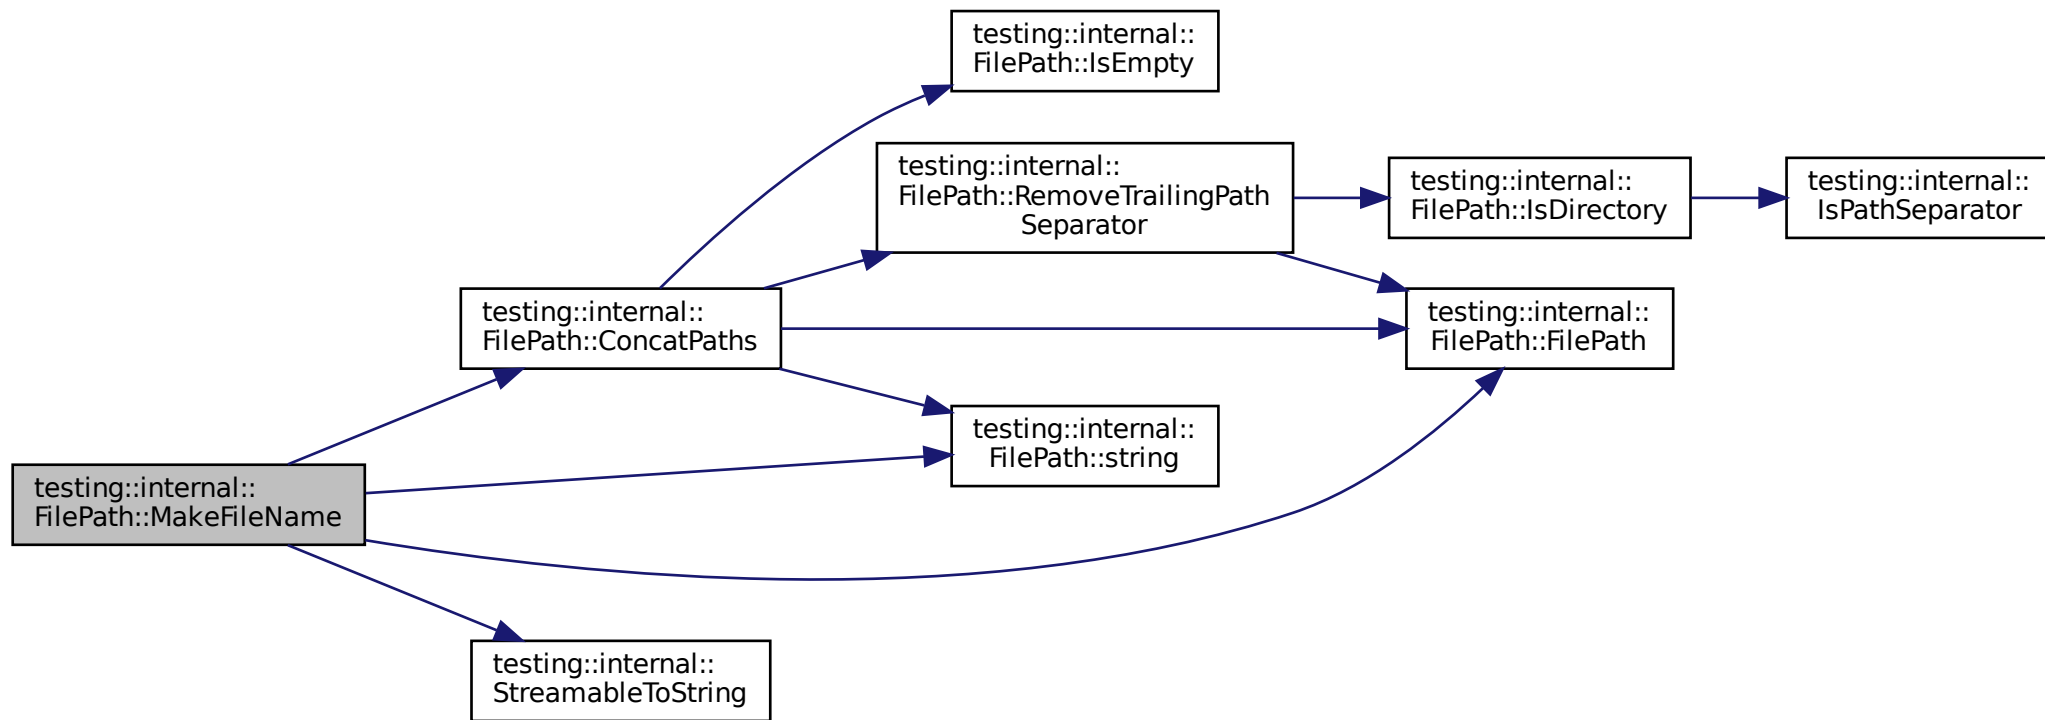 testing::internal::
FilePath::IsEmpty
testing::internal::
FilePath::RemoveTrailingPath
Separator
testing::internal::
FilePath::IsDirectory
testing::internal::
IsPathSeparator
testing::internal::
FilePath::ConcatPaths
testing::internal::
FilePath::FilePath
testing::internal::
FilePath::string
testing::internal::
FilePath::MakeFileName
testing::internal::
StreamableToString